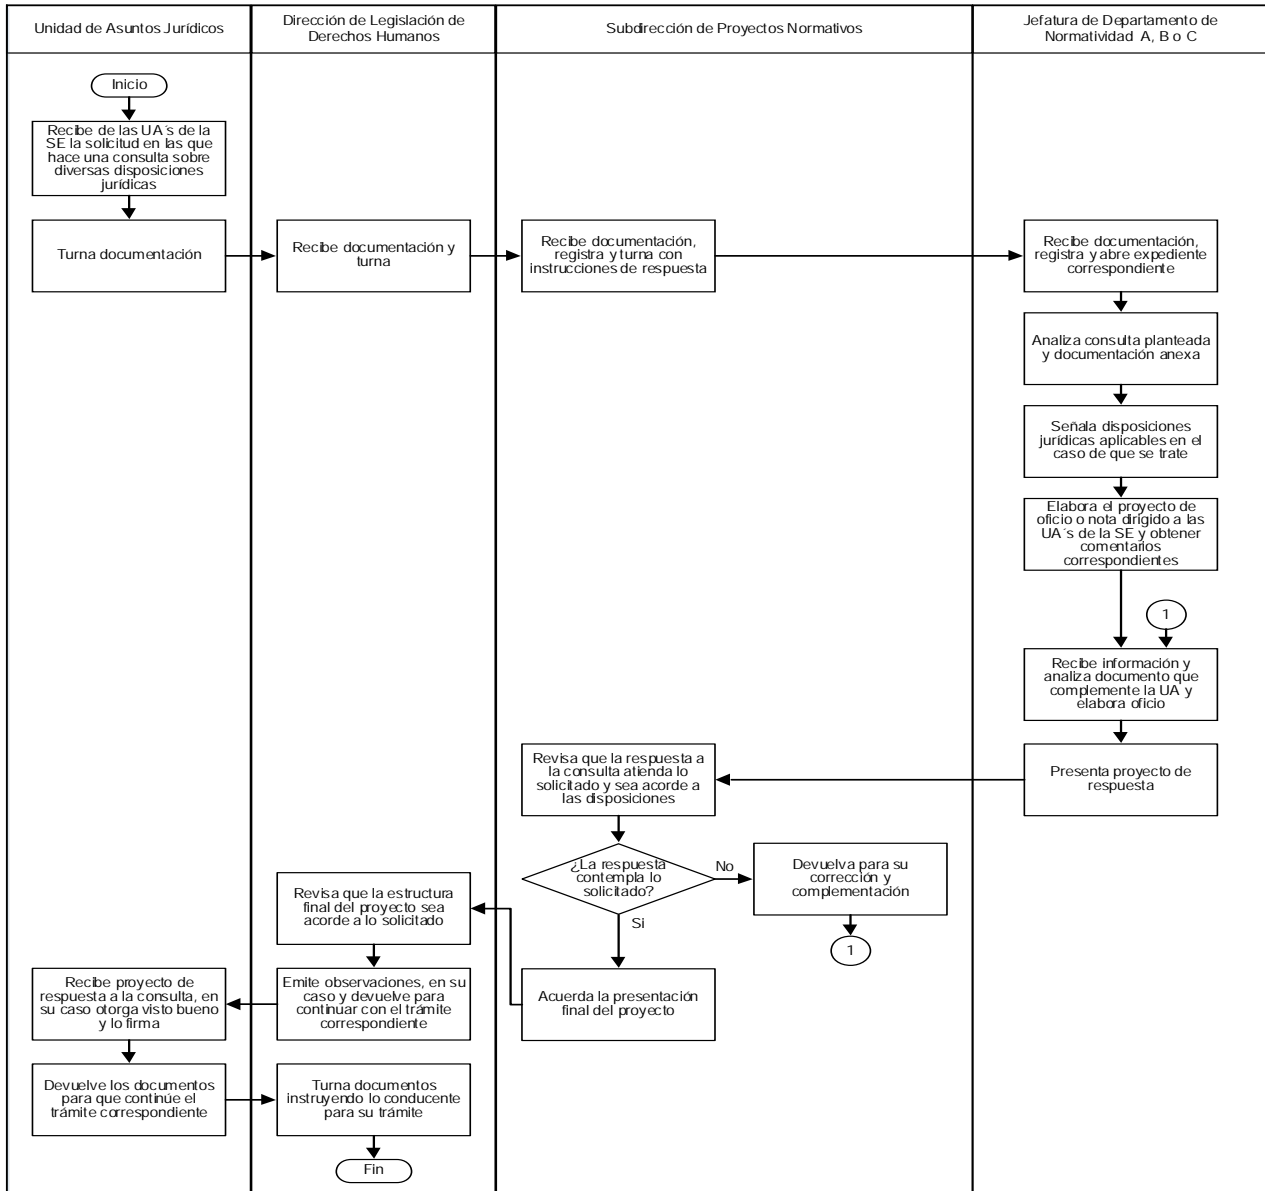 Unidad de Asuntos Jurídicos
Dirección de Legislación de
Derechos Humanos
Subdirección de Proyectos Normativos
Jefatura de Departamento de
Normatividad A, B o C
Inicio
Recibe de las UA´s de la
SE la solicitud en las que
hace una consulta sobre
diversas disposiciones
jurídicas
Turna documentación
Recibe documentación y
turna
Recibe documentación,
registra y turna con
instrucciones de respuesta
Recibe documentación,
registra y abre expediente
correspondiente
Analiza consulta planteada
y documentación anexa
Señala disposiciones
jurídicas aplicables en el
caso de que se trate
Elabora el proyecto de
oficio o nota dirigido a las
UA´s de la SE y obtener
comentarios
correspondientes
1
Recibe información y
analiza documento que
complemente la UA y
elabora oficio
Presenta proyecto de
respuesta
Revisa que la respuesta a
la consulta atienda lo
solicitado y sea acorde a
las disposiciones
¿La respuesta
contempla lo
solicitado?
No
Devuelva para su
corrección y
complementación
1
Si
Acuerda la presentación
final del proyecto
Revisa que la estructura
final del proyecto sea
acorde a lo solicitado
Emite observaciones, en su
caso y devuelve para
continuar con el trámite
correspondiente
Recibe proyecto de
respuesta a la consulta, en
su caso otorga visto bueno
y lo firma
Devuelve los documentos
para que continúe el
trámite correspondiente
Turna documentos
instruyendo lo conducente
para su trámite
Fin